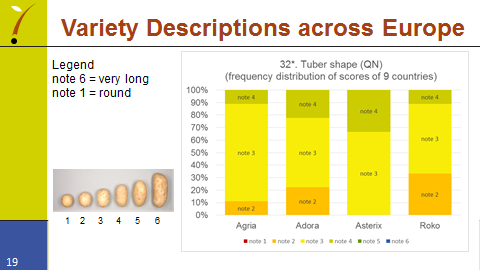 Variety Descriptions across Europe
Legend
note 6 = very long
note 1 = round
1 2 3 4 5 6
32*. Tuber shape (QN)
(frequency distribution of scores of 9 countries)
100%
90%
80%
70%
60%
50%
40%
30%
20%
10%
0%
note 4
note 3
note 2
note 4
note 3
note 2
note 4
note 3
note 4
note 3
note 2
Agria Adora Asterix Roko
note 1 note 2 note 3 note 4 note 5 note 6
19